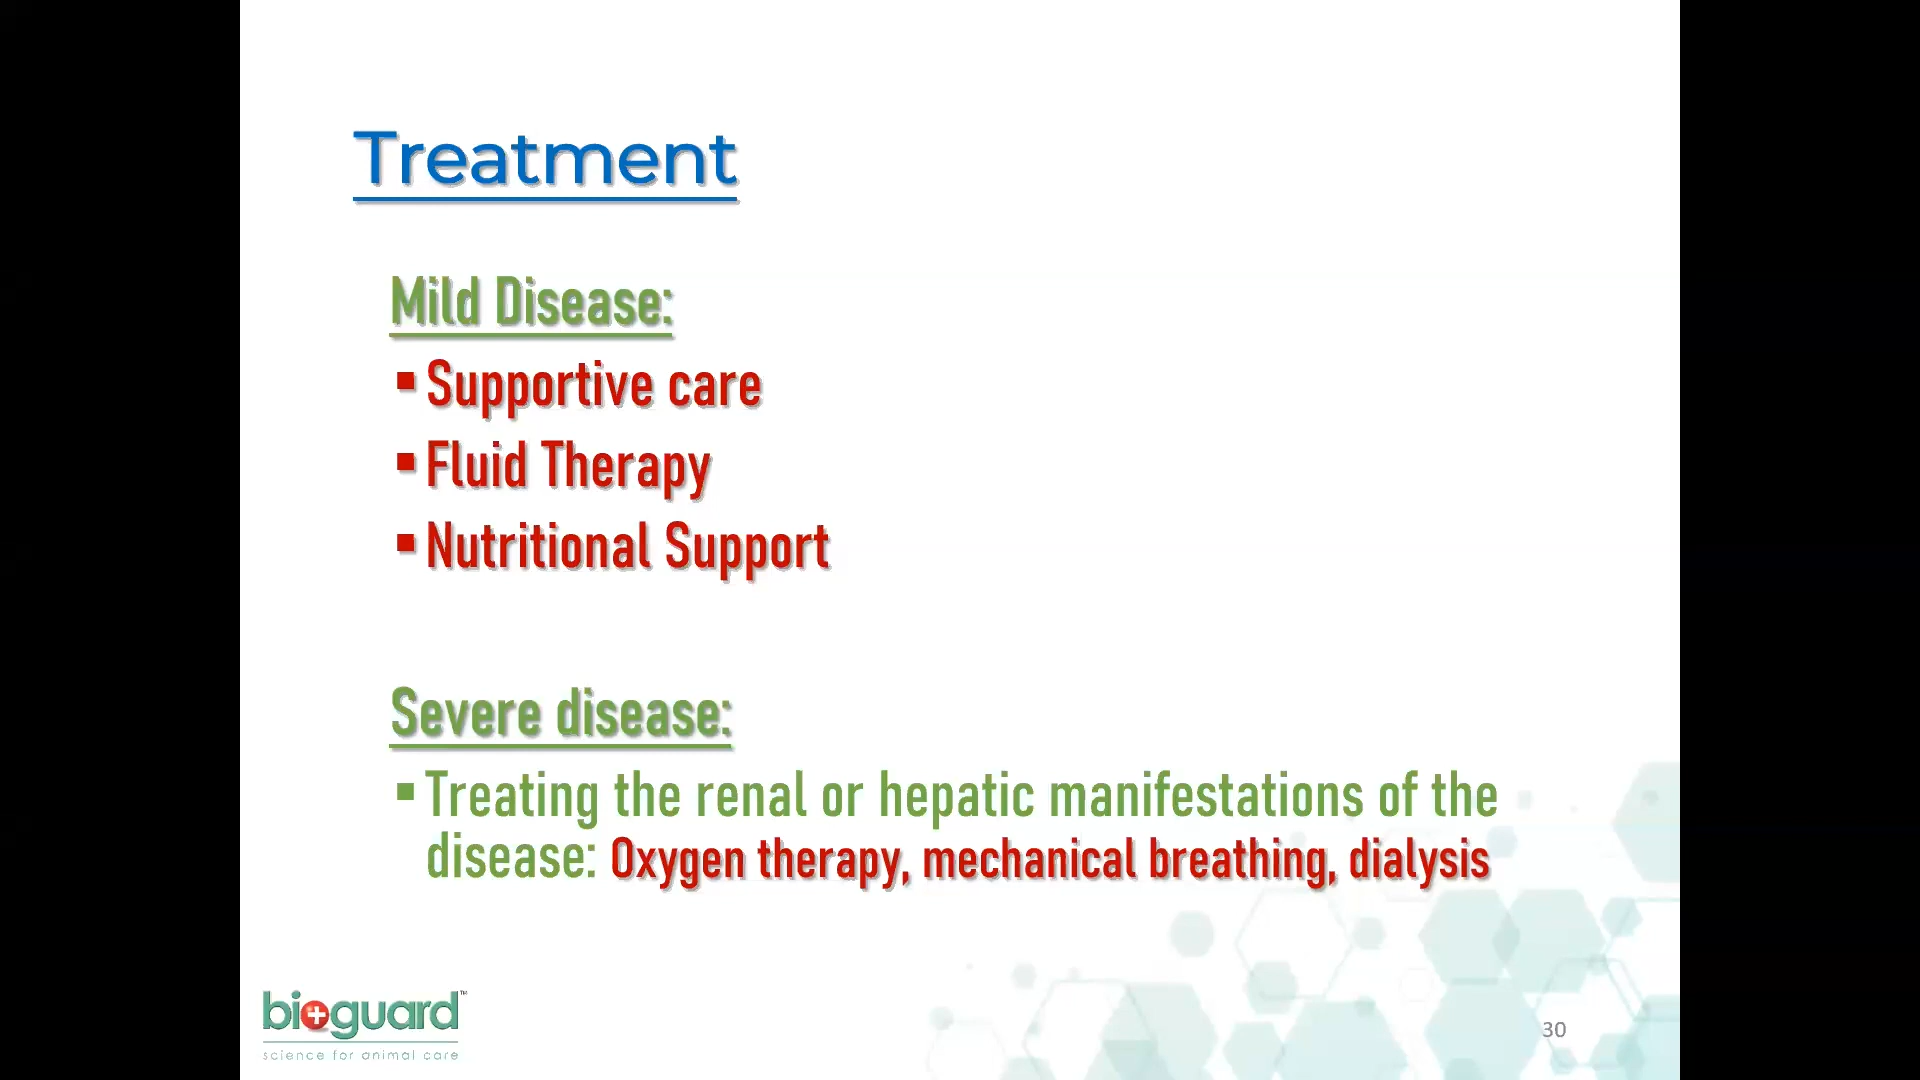 Treatment
Mild Disease:
▪ Supportive care
▪ Fluid Therapy
▪ Nutritional Support
Severe disease:
▪ Treating the renal or hepatic manifestations of the
disease: Oxygen therapy, mechanical breathing, dialysis
bioguard™
science for animal care
30